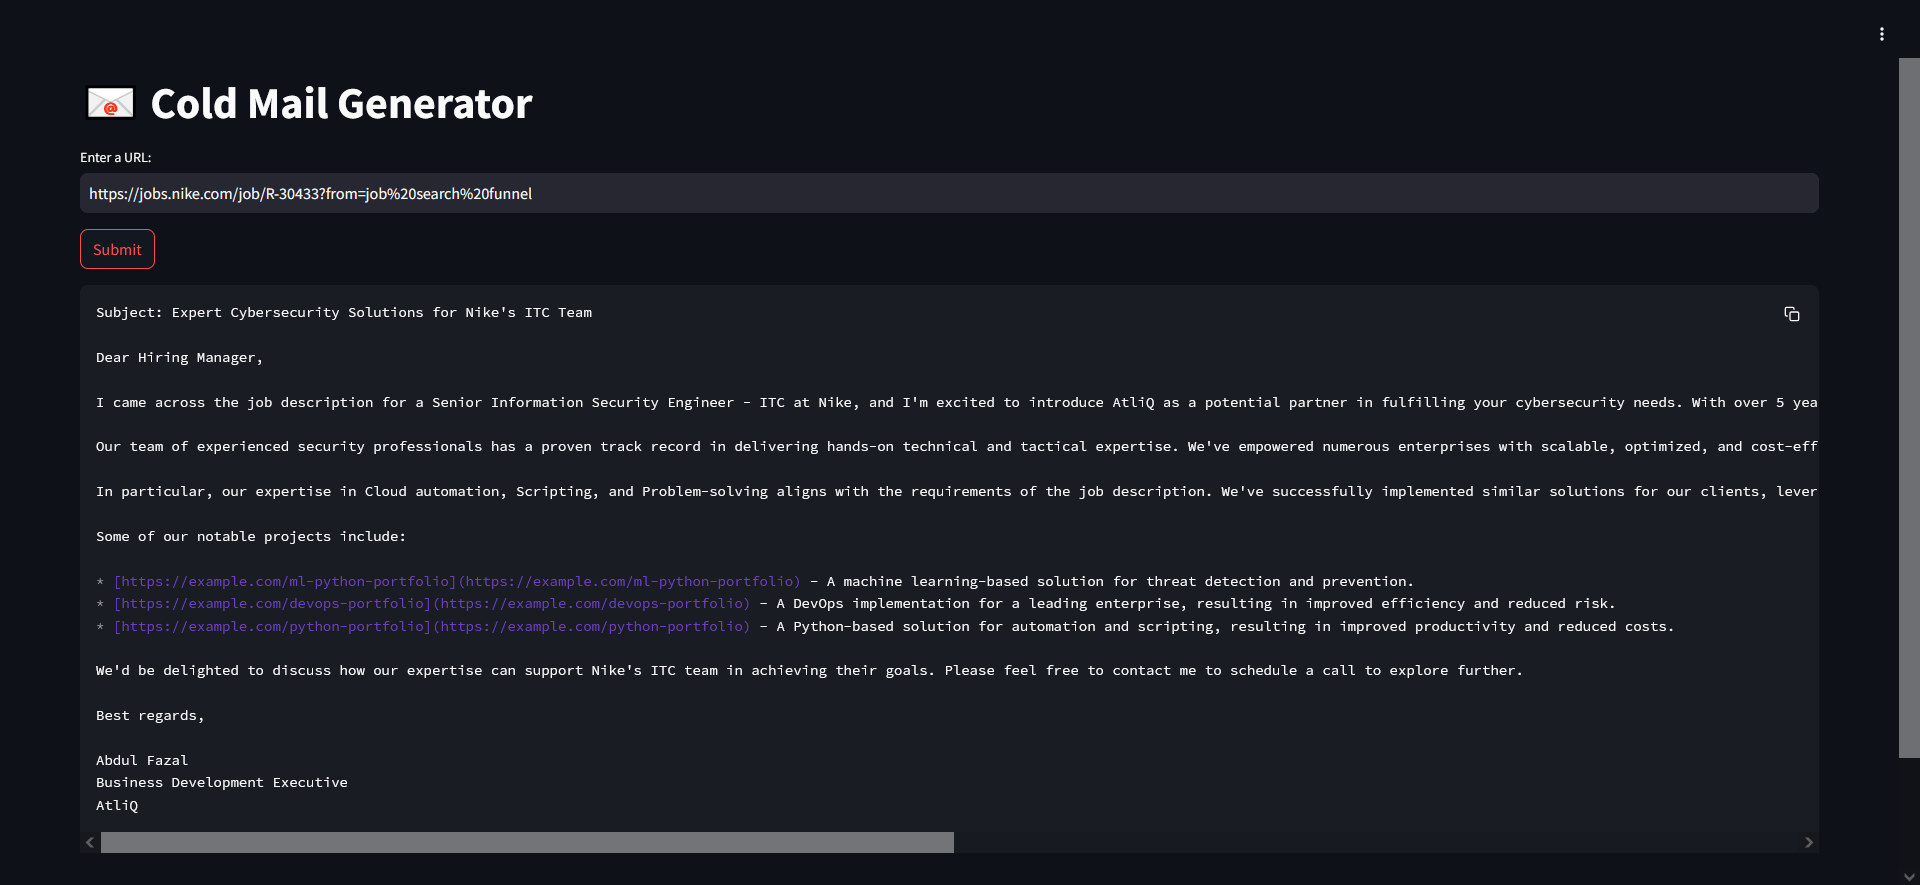 Cold Mail Generator
Enter a URL:
https://jobs.nike.com/job/R-30433?from=job%20search%20funnel
Submit
Subject: Expert Cybersecurity Solutions for Nike's ITC Team
Dear Hiring Manager,
I came across the job description for a Senior Information Security Engineer - ITC at Nike, and I'm excited to introduce AtliQ as a potential partner in fulfilling your cybersecurity needs. With over 5 yea
Our team of experienced security professionals has a proven track record in delivering hands-on technical and tactical expertise. We've empowered numerous enterprises with scalable, optimized, and cost-eff
In particular, our expertise in Cloud automation, Scripting, and Problem-solving aligns with the requirements of the job description. We've successfully implemented similar solutions for our clients, lever
Some of our notable projects include:
* [https://example.com/ml-python-portfolio](https://example.com/ml-python-portfolio) - A machine learning-based solution for threat detection and prevention.
* [https://example.com/devops-portfolio](https://example.com/devops-portfolio) - A DevOps implementation for a leading enterprise, resulting in improved efficiency and reduced risk.
* [https://example.com/python-portfolio](https://example.com/python-portfolio) - A Python-based solution for automation and scripting, resulting in improved productivity and reduced costs.
We'd be delighted to discuss how our expertise can support Nike's ITC team in achieving their goals. Please feel free to contact me to schedule a call to explore further.
Best regards,
Abdul Fazal
Business Development Executive
AtliQ